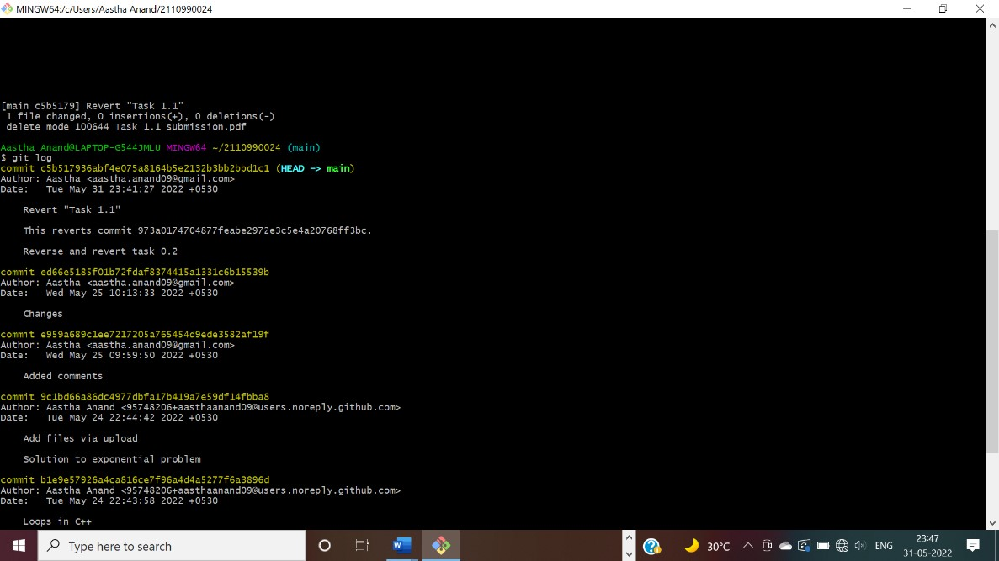 MINGW64:/c/Users/Aastha Anand/2110990024
[main c5b5179] Revert "Task 1.1"
1 file changed, 0 insertions(+), 0 deletions(-)
delete mode 100644 Task 1.1 submission.pdf
Aastha Anand@LAPTOP-G544JMLU MINGW64 ~/2110990024 (main)
$ git log
commit c5b517936abf4e075a8164b5e2132b3bb2bbd1c1 (HEAD -> main)
Author: Aastha <aastha.anand09@gmail.com>
Date:   Tue May 31 23:41:27 2022 +0530
Revert "Task 1.1"
This reverts commit 973a0174704877feabe2972e3c5e4a20768ff3bc.
Reverse and revert task 0.2
commit ed66e5185f01b72fdaf8374415a1331c6b15539b
Author: Aastha <aastha.anand09@gmail.com>
Date:   Wed May 25 10:13:33 2022 +0530
Changes
commit e959a689c1ee7217205a765454d9ede3582af19f
Author: Aastha <aastha.anand09@gmail.com>
Date:   Wed May 25 09:59:50 2022 +0530
Added comments
commit 9c1bd66a86dc4977dbfa17b419a7e59df14fbba8
Author: Aastha Anand <95748206+aasthaanand09@users.noreply.github.com>
Date:   Tue May 24 22:44:42 2022 +0530
Add files via upload
Solution to exponential problem
commit b1e9e57926a4ca816ce7f96a4d4a5277f6a3896d
Author: Aastha Anand <95748206+aasthaanand09@users.noreply.github.com>
Date:   Tue May 24 22:43:58 2022 +0530
Loops in C++
Type here to search
30°C
ENG
23:47
31-05-2022